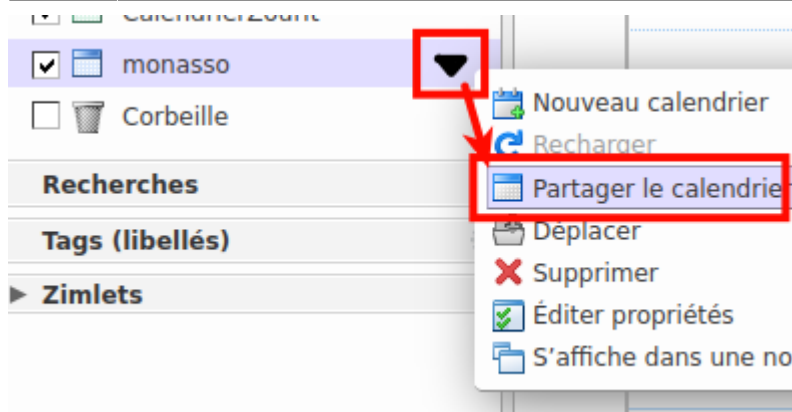 CalendrierZourit
monasso
Corbeille
Recherches
Tags (libellés)
Zimlets
Nouveau calendrier
Recharger
Partager le calendrie
Déplacer
Supprimer
Éditer propriétés
S’affiche dans une no